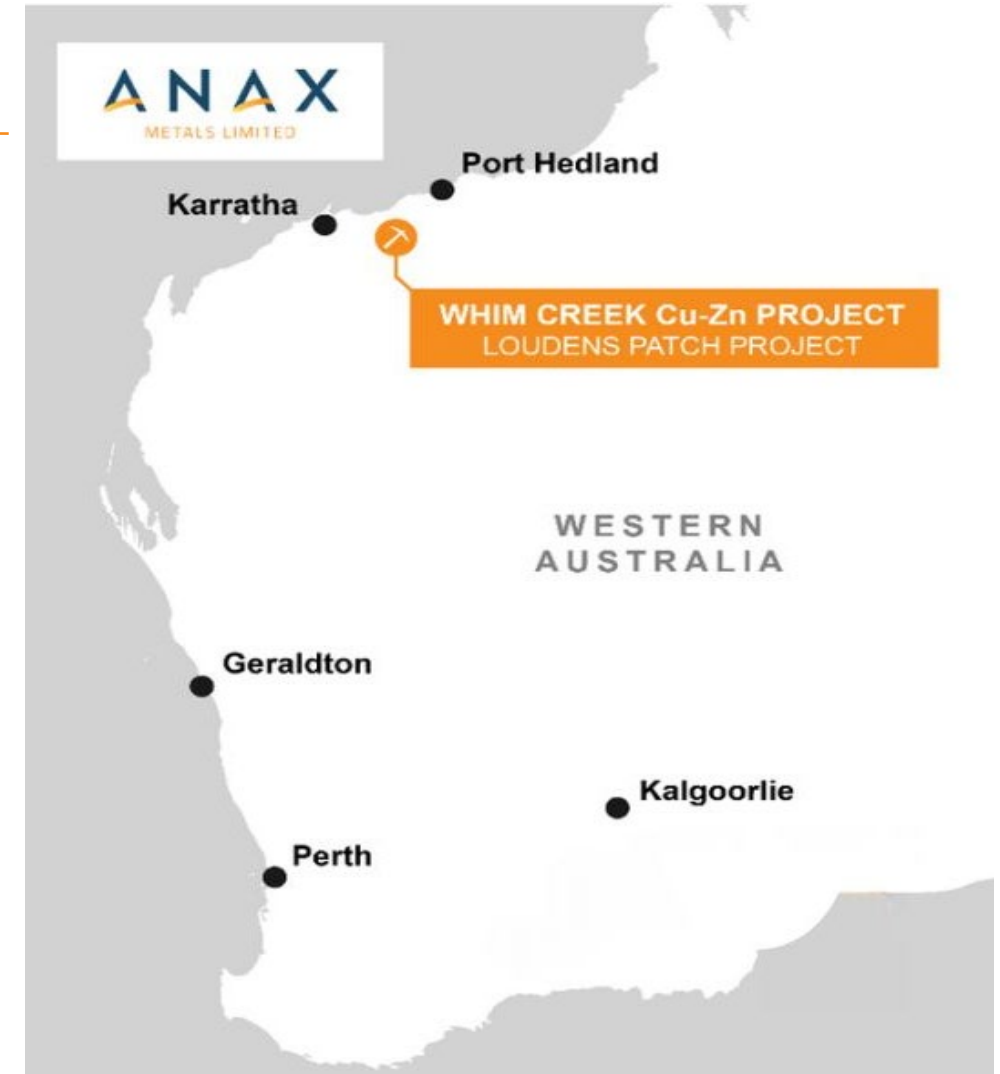 ANAX
METALS LIMITED
Port Hedland
Karratha
WHIM CREEK Cu-Zn PROJECT
LOUDENS PATCH PROJECT
WESTERN
AUSTRALIA
Geraldton
Kalgoorlie
Perth